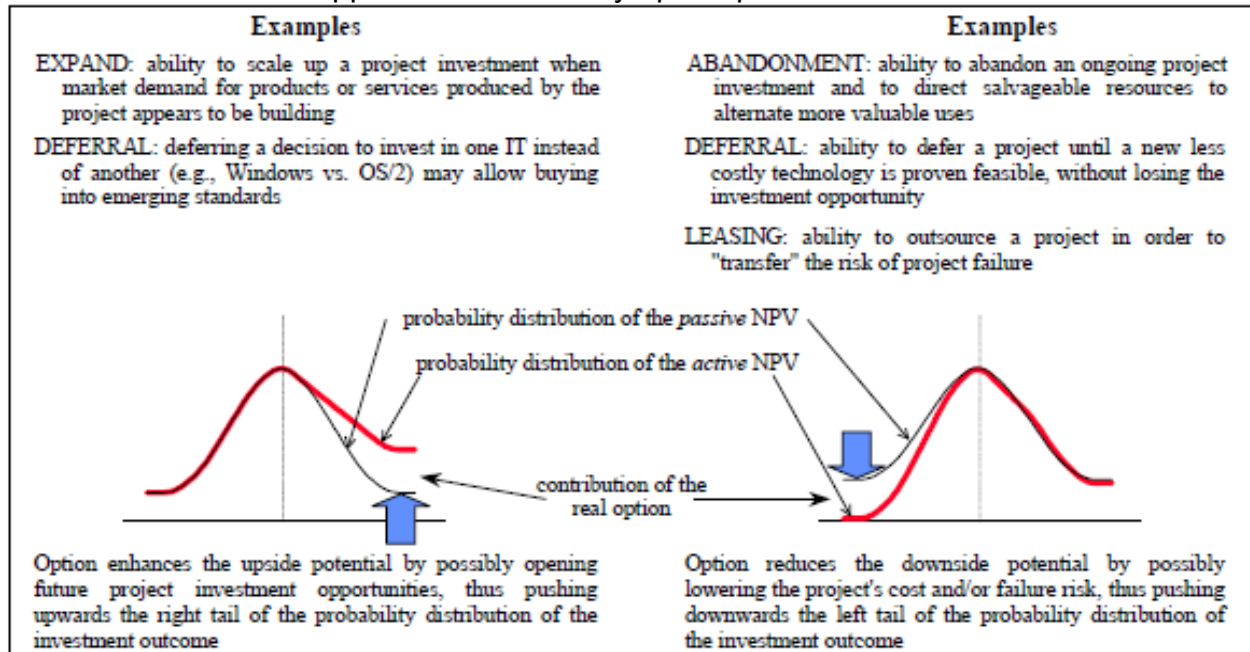 Examples
EXPAND: ability to scale up a project investment when
market demand for products or services produced by the
project appears to be building
DEFERRAL: deferring a decision to invest in one IT instead
of another (e.g., Windows vs. OS/2) may allow buying
into emerging standards
Examples
ABANDONMENT: ability to abandon an ongoing project
investment and to direct salvageable resources to
alternate more valuable uses
DEFERRAL: ability to defer a project until a new less
costly technology is proven feasible, without losing the
investment opportunity
LEASING: ability to outsource a project in order to
"transfer" the risk of project failure
probability distribution of the passive NPV
probability distribution of the active NPV
contribution of the
real option
Option enhances the upside potential by possibly opening
future project investment opportunities, thus pushing
upwards the right tail of the probability distribution of the
investment outcome
Option reduces the downside potential by possibly
lowering the project's cost and/or failure risk, thus pushing
downwards the left tail of the probability distribution of
the investment outcome